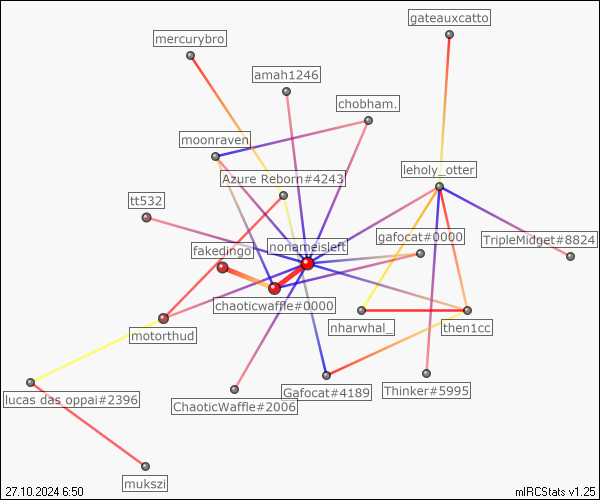 gateauxcatto
mercurybro
amah1246
chobham.
moonraven
leholy_otter
Azure Reborn#4243
tt532
gafocat#0000
TripleMidget#8824
nonameisleft
fakedingo
chaoticwaffle#0000
nharwhal_
then1cc
motorthud
lucas das oppai#2396
ChaoticWaffle#2006
Gafocat#4189
Thinker#5995
mukszi
27.10.2024 6:50
mIRCStats v1.25